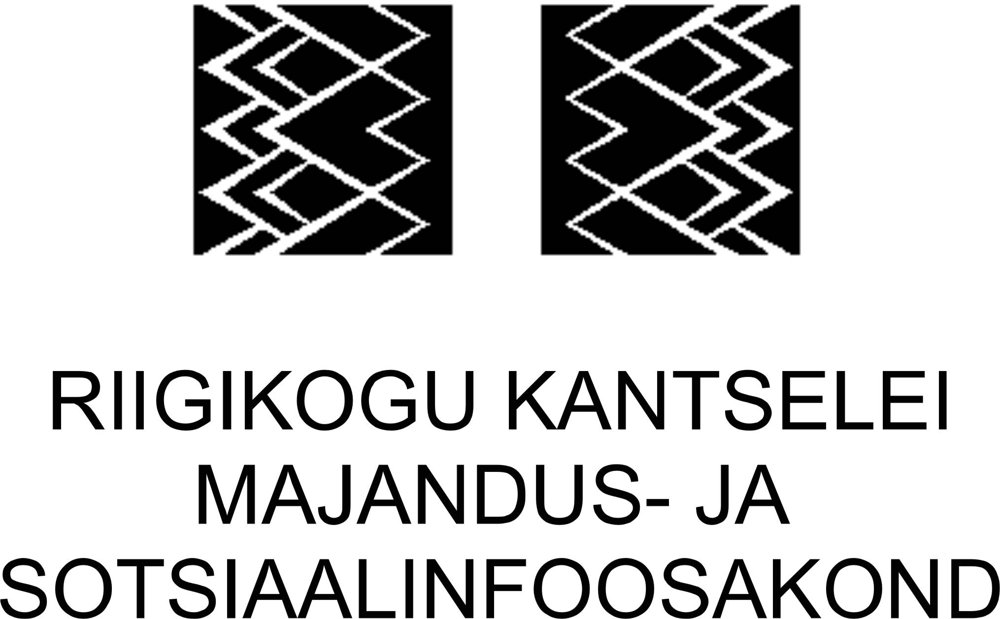 RIIGIKOGU KANTSELEI
MAJANDUS- JA
SOTSIAALINFOOSAKOND